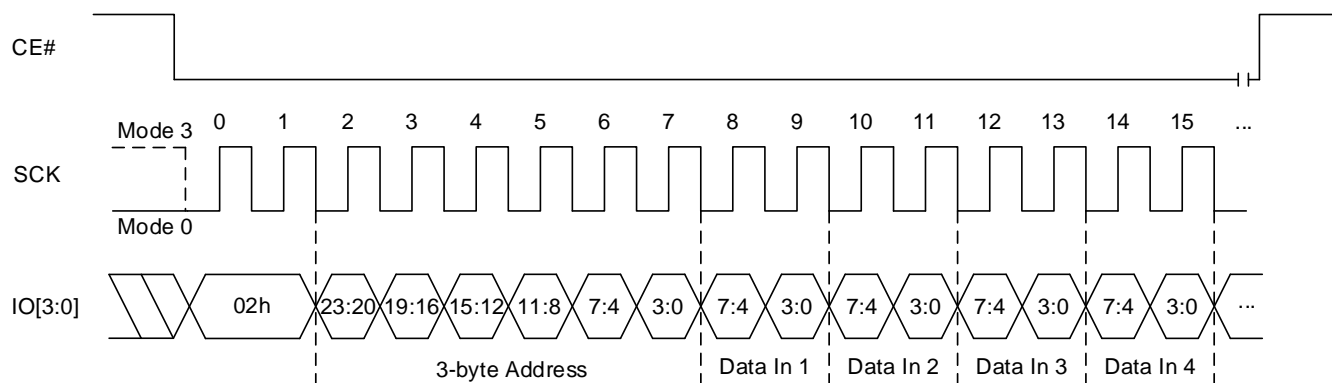 CE#
0 1 2 3 4 5 6 7 8 9 10 11 12 13 14 15 ...
Mode 3
SCK
Mode 0
IO[3:0] 02h 23:20 19:16 15:12 11:8 7:4 3:0 7:4 3:0 7:4 3:0 7:4 3:0 7:4 3:0 ...
3-byte Address Data In 1 Data In 2 Data In 3 Data In 4